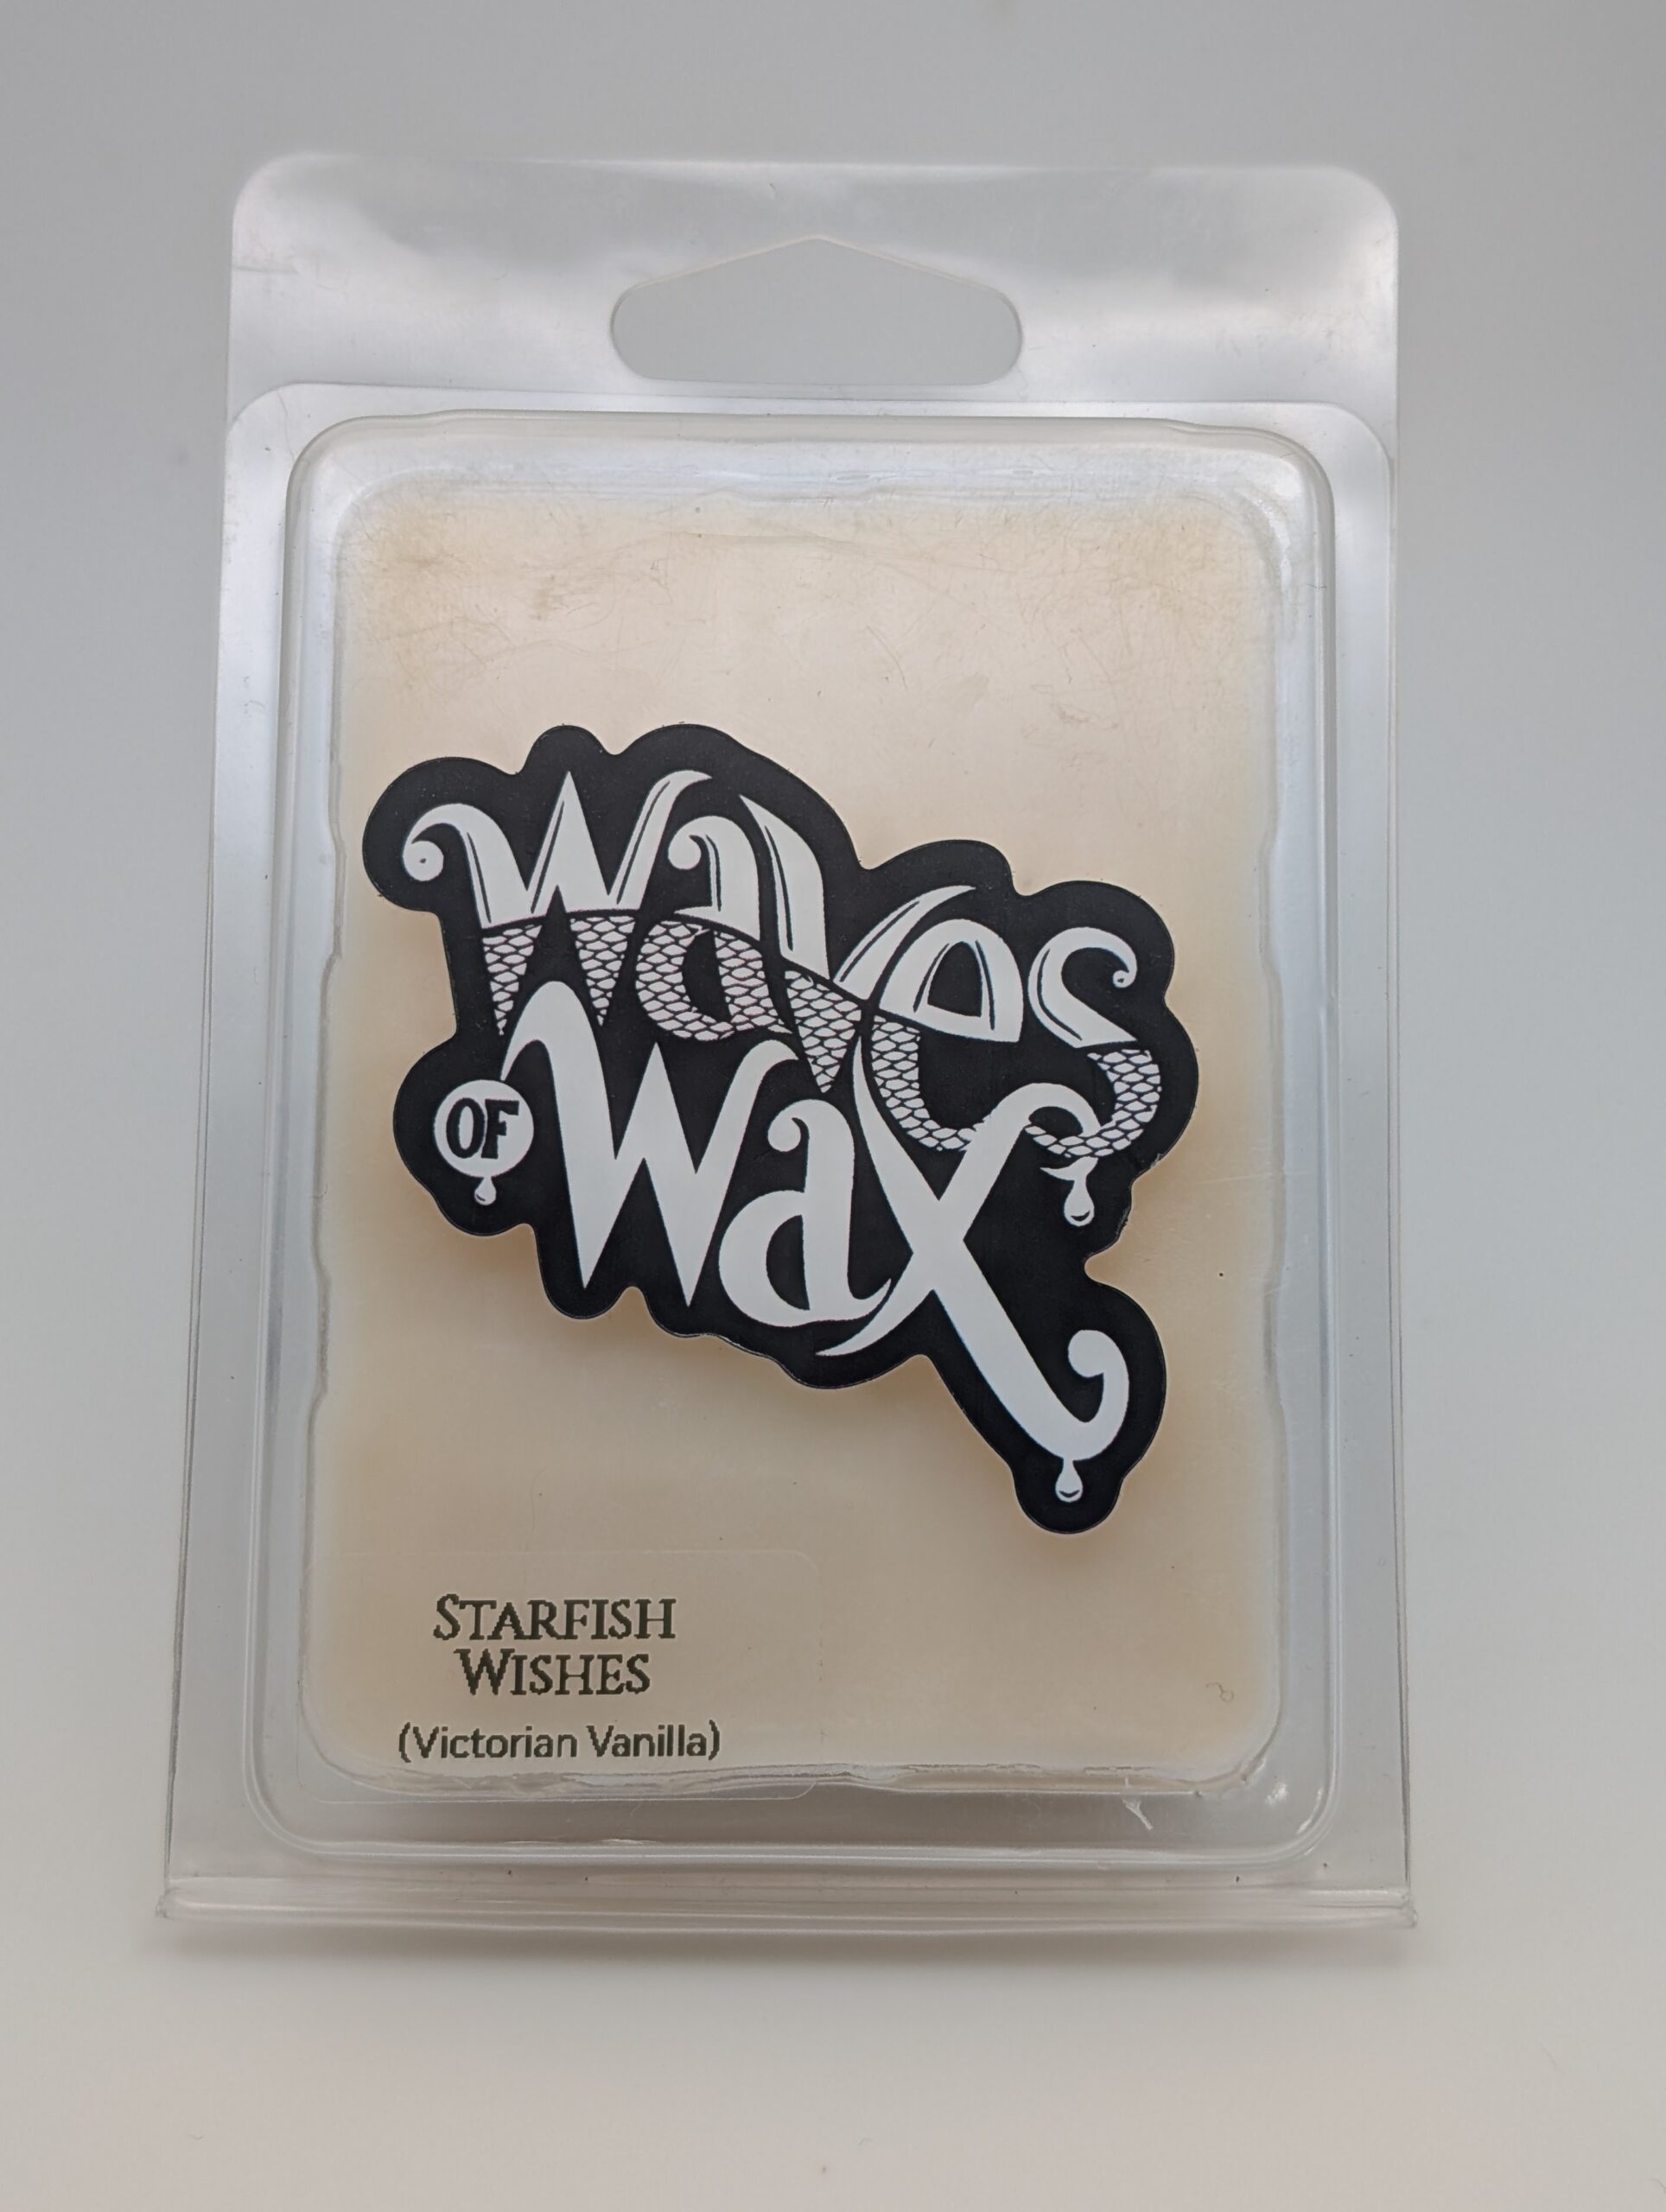 Waves
OF
Wax
STARFISH
WISHES
(Victorian Vanilla)